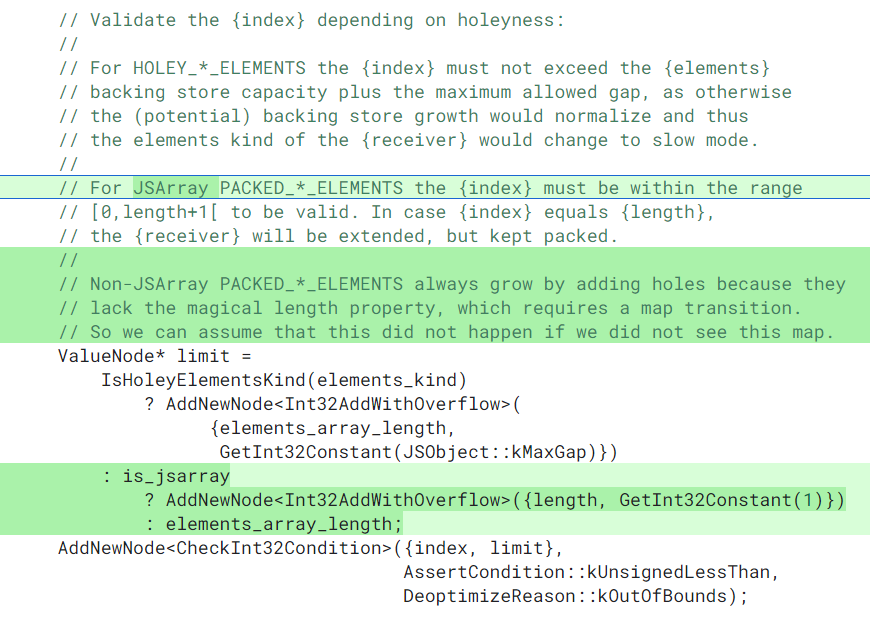 // Validate the {index} depending on holeyness:
//
// For HOLEY_*_ELEMENTS the {index} must not exceed the {elements}
// backing store capacity plus the maximum allowed gap, as otherwise
// the (potential) backing store growth would normalize and thus
// the elements kind of the {receiver} would change to slow mode.
//
// For JSArray PACKED_*_ELEMENTS the {index} must be within the range
// [0,length+1[ to be valid. In case {index} equals {length},
// the {receiver} will be extended, but kept packed.
//
// Non-JSArray PACKED_*_ELEMENTS always grow by adding holes because they
// lack the magical length property, which requires a map transition.
// So we can assume that this did not happen if we did not see this map.
ValueNode* limit =
    IsHoleyElementsKind(elements_kind)
        ? AddNewNode<Int32AddWithOverflow>(
              {elements_array_length,
               GetInt32Constant(JSObject::kMaxGap)})
    : is_jsarray
        ? AddNewNode<Int32AddWithOverflow>({length, GetInt32Constant(1)})
        : elements_array_length;
AddNewNode<CheckInt32Condition>({index, limit},
                                AssertCondition::kUnsignedLessThan,
                                DeoptimizeReason::kOutOfBounds);